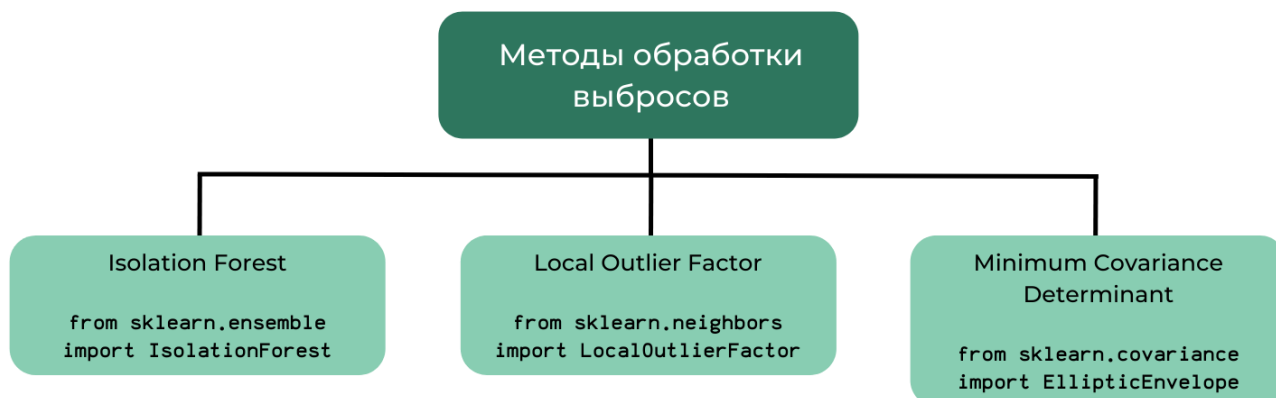 Методы обработки
выбросов
Isolation Forest
from sklearn.ensemble
import IsolationForest
Local Outlier Factor
from sklearn.neighbors
import LocalOutlierFactor
Minimum Covariance
Determinant
from sklearn.covariance
import EllipticEnvelope